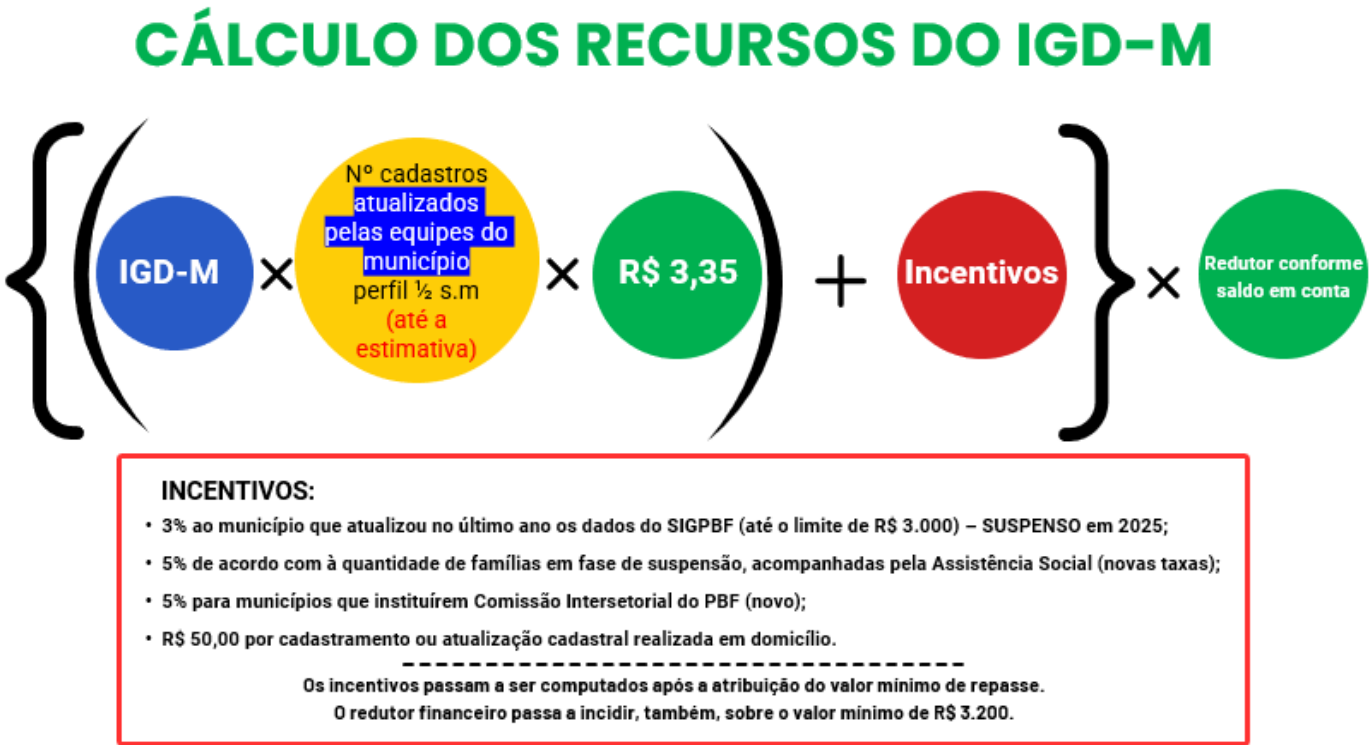 CÁLCULO DOS RECURSOS DO IGD-M
IGD-M
×
Nº cadastros
atualizados
pelas equipes do
município
perfil ½ s.m
(até a
estimativa)
×
R$ 3,35
+
Incentivos
×
Redutor conforme
saldo em conta
INCENTIVOS:
• 3% ao município que atualizou no último ano os dados do SIGPBF (até o limite de R$ 3.000) – SUSPENSO em 2025;
• 5% de acordo com à quantidade de famílias em fase de suspensão, acompanhadas pela Assistência Social (novas taxas);
• 5% para municípios que instituírem Comissão Intersetorial do PBF (novo);
• R$ 50,00 por cadastramento ou atualização cadastral realizada em domicílio.
Os incentivos passam a ser computados após a atribuição do valor mínimo de repasse.
O redutor financeiro passa a incidir, também, sobre o valor mínimo de R$ 3.200.